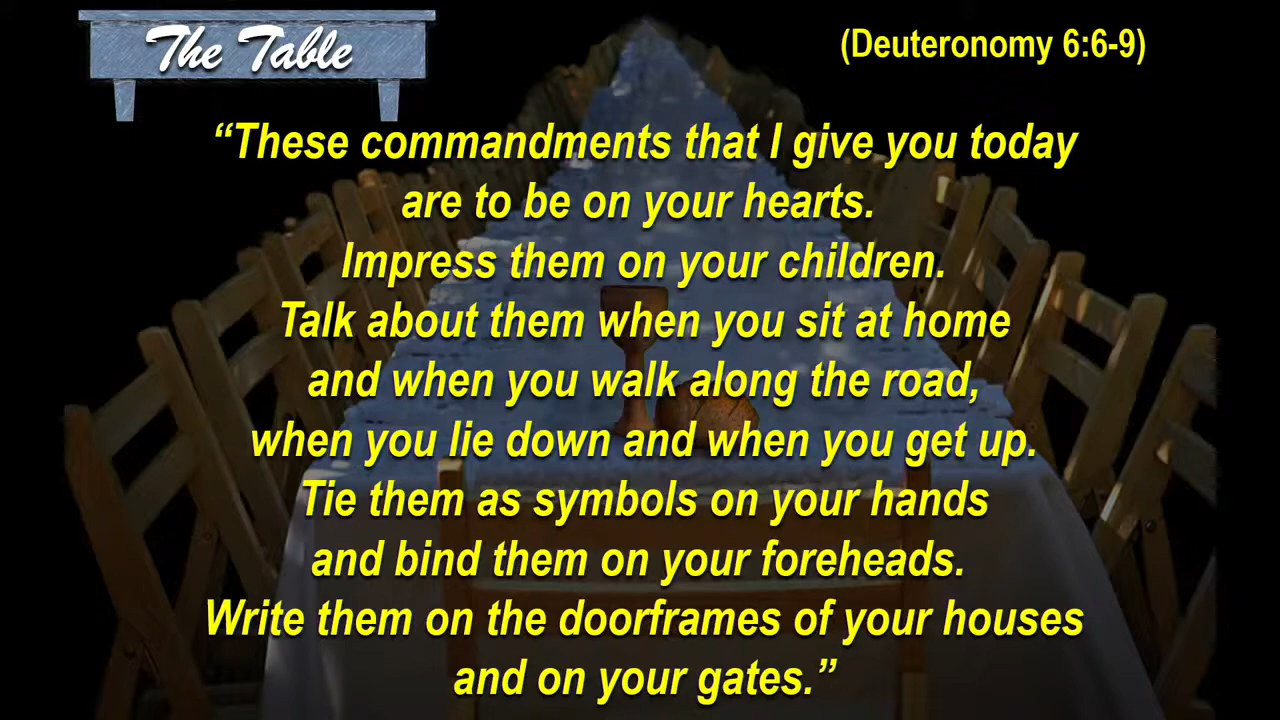 The Table
(Deuteronomy 6:6-9)
“These commandments that I give you today
are to be on your hearts.
Impress them on your children.
Talk about them when you sit at home
and when you walk along the road,
when you lie down and when you get up.
Tie them as symbols on your hands
and bind them on your foreheads.
Write them on the doorframes of your houses
and on your gates.”